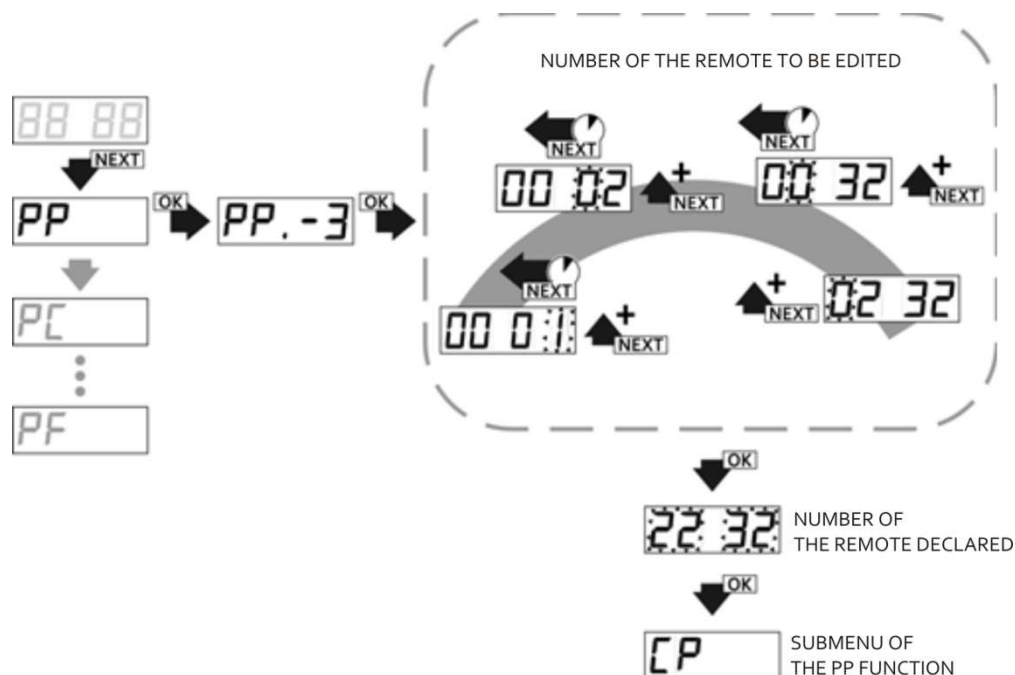 NUMBER OF THE REMOTE TO BE EDITED
88 88
NEXT
PP
OK
PP.-3
OK
PC
PF
NEXT
00 02
+
NEXT
NEXT
00 32
+
NEXT
NEXT
00 01
+
NEXT
+
NEXT
02 32
OK
22 32
NUMBER OF
THE REMOTE DECLARED
OK
CP
SUBMENU OF
THE PP FUNCTION